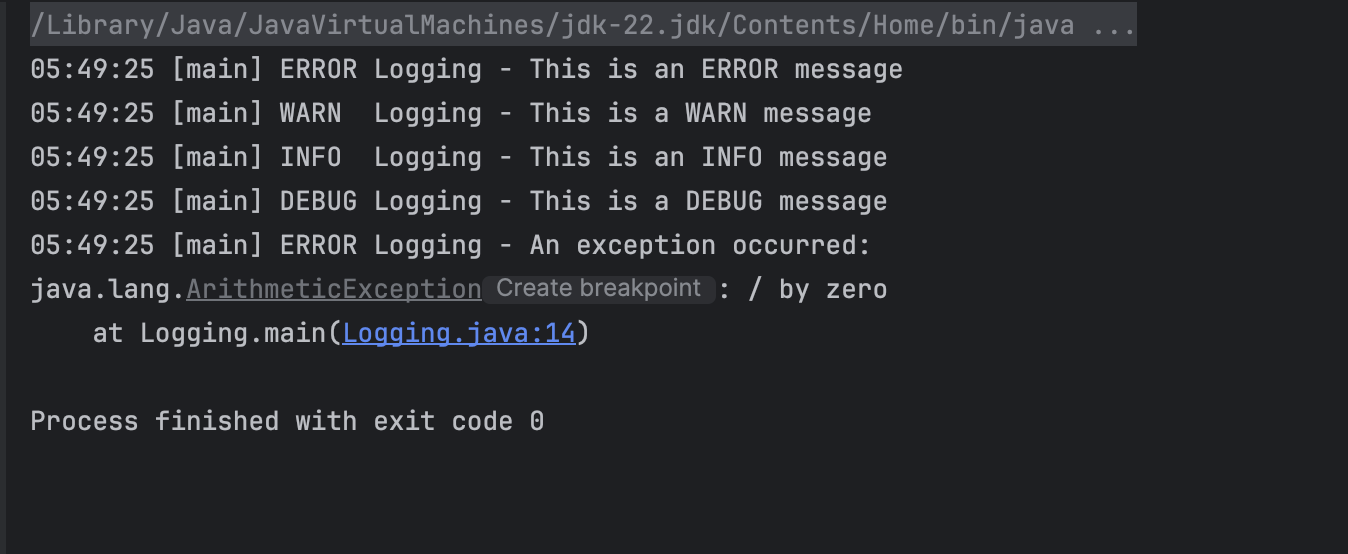 /Library/Java/JavaVirtualMachines/jdk-22.jdk/Contents/Home/bin/java ...
05:49:25 [main] ERROR Logging - This is an ERROR message
05:49:25 [main] WARN  Logging - This is a WARN message
05:49:25 [main] INFO  Logging - This is an INFO message
05:49:25 [main] DEBUG Logging - This is a DEBUG message
05:49:25 [main] ERROR Logging - An exception occurred:
java.lang.ArithmeticException Create breakpoint : / by zero
    at Logging.main(Logging.java:14)
Process finished with exit code 0